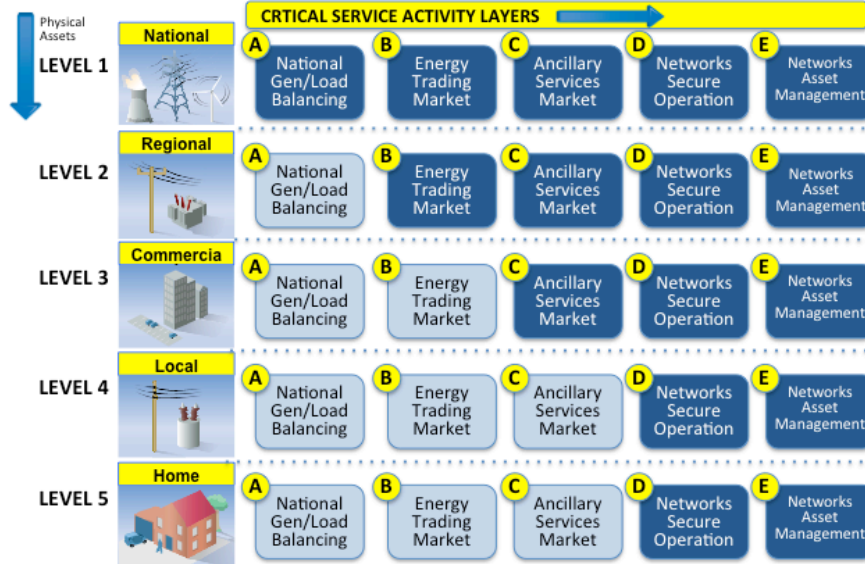 Physical
Assets
CRTICAL SERVICE ACTIVITY LAYERS
National
LEVEL 1
A
National
Gen/Load
Balancing
B
Energy
Trading
Market
C
Ancillary
Services
Market
D
Networks
Secure
Operation
E
Networks
Asset
Management
Regional
LEVEL 2
A
National
Gen/Load
Balancing
B
Energy
Trading
Market
C
Ancillary
Services
Market
D
Networks
Secure
Operation
E
Networks
Asset
Management
Commercia
LEVEL 3
A
National
Gen/Load
Balancing
B
Energy
Trading
Market
C
Ancillary
Services
Market
D
Networks
Secure
Operation
E
Networks
Asset
Management
Local
LEVEL 4
A
National
Gen/Load
Balancing
B
Energy
Trading
Market
C
Ancillary
Services
Market
D
Networks
Secure
Operation
E
Networks
Asset
Management
Home
LEVEL 5
A
National
Gen/Load
Balancing
B
Energy
Trading
Market
C
Ancillary
Services
Market
D
Networks
Secure
Operation
E
Networks
Asset
Management